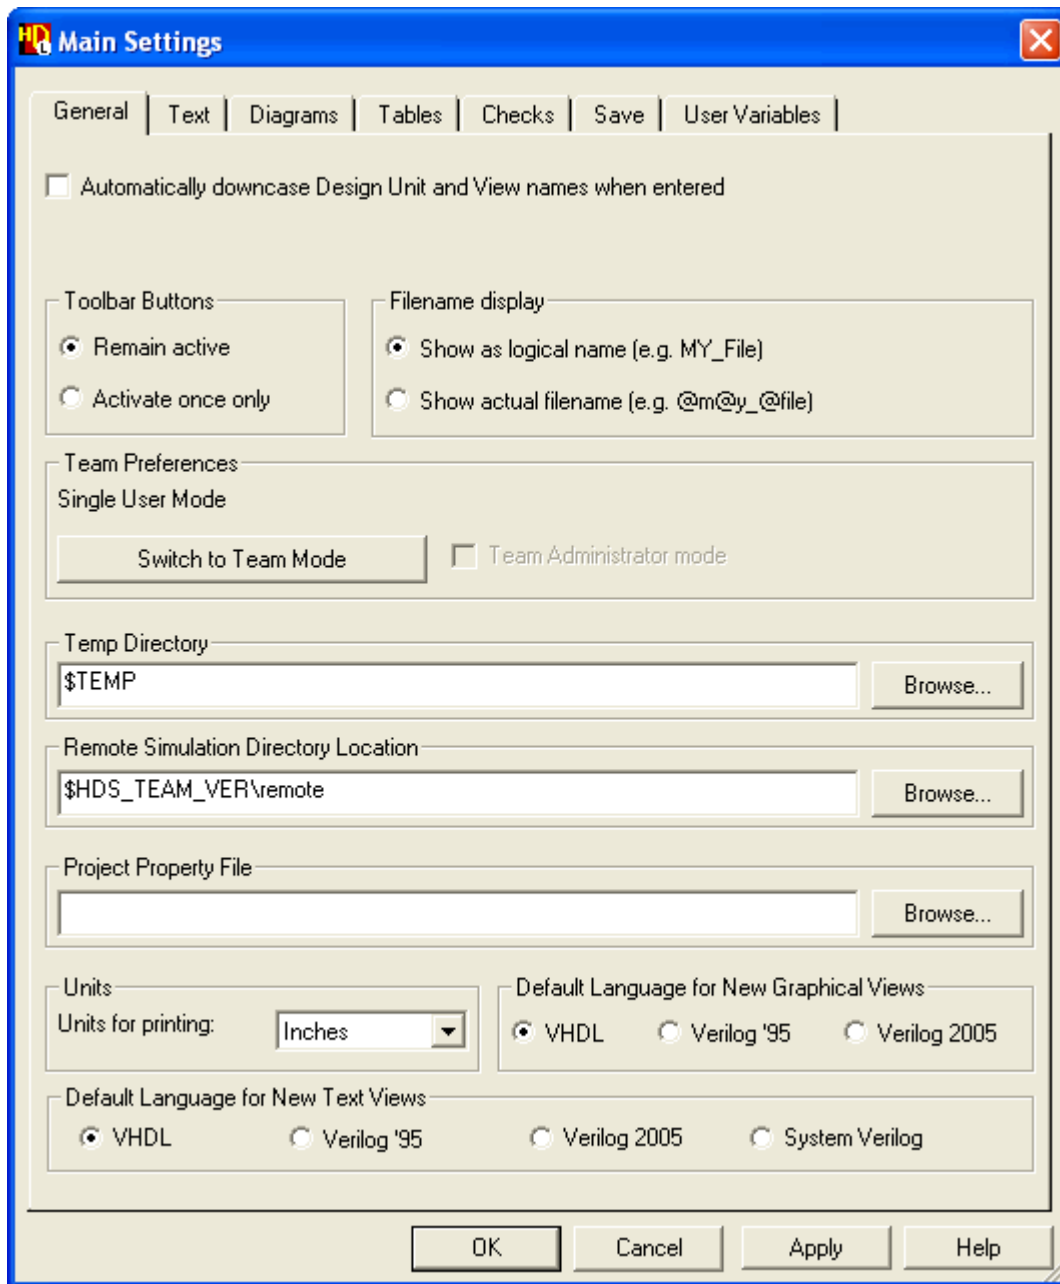 HD L Main Settings
General Text Diagrams Tables Checks Save User Variables
Automatically downcase Design Unit and View names when entered
Toolbar Buttons
Remain active
Activate once only
Filename display
Show as logical name (e.g. MY_File)
Show actual filename (e.g. @m@y_@file)
Team Preferences
Single User Mode
Switch to Team Mode Team Administrator mode
Temp Directory
$TEMP Browse...
Remote Simulation Directory Location
$HDS_TEAM_VER\remote Browse...
Project Property File
Browse...
Units
Units for printing: Inches
Default Language for New Graphical Views
VHDL Verilog '95 Verilog 2005
Default Language for New Text Views
VHDL Verilog '95 Verilog 2005 System Verilog
OK Cancel Apply Help